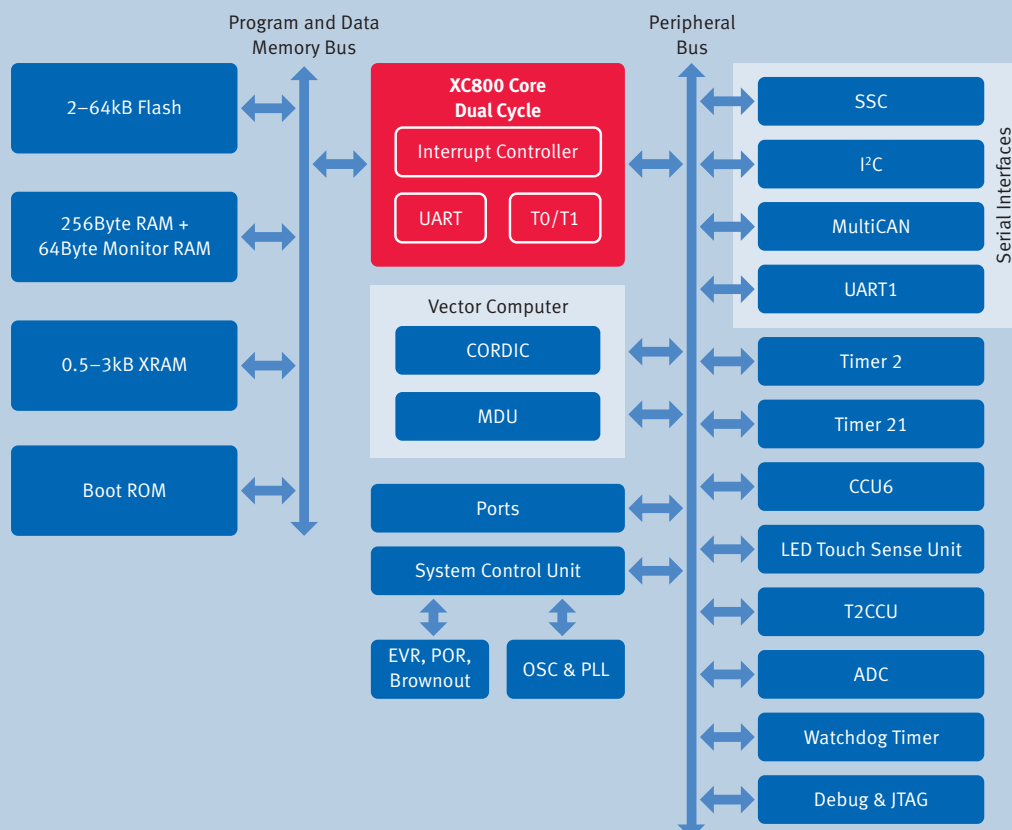 Program and Data
Memory Bus
Peripheral
Bus
2–64kB Flash
256Byte RAM +
64Byte Monitor RAM
0.5–3kB XRAM
Boot ROM
XC800 Core
Dual Cycle
Interrupt Controller
UART
T0/T1
Vector Computer
CORDIC
MDU
Ports
System Control Unit
EVR, POR,
Brownout
OSC & PLL
SSC
I²C
MultiCAN
UART1
Serial Interfaces
Timer 2
Timer 21
CCU6
LED Touch Sense Unit
T2CCU
ADC
Watchdog Timer
Debug & JTAG